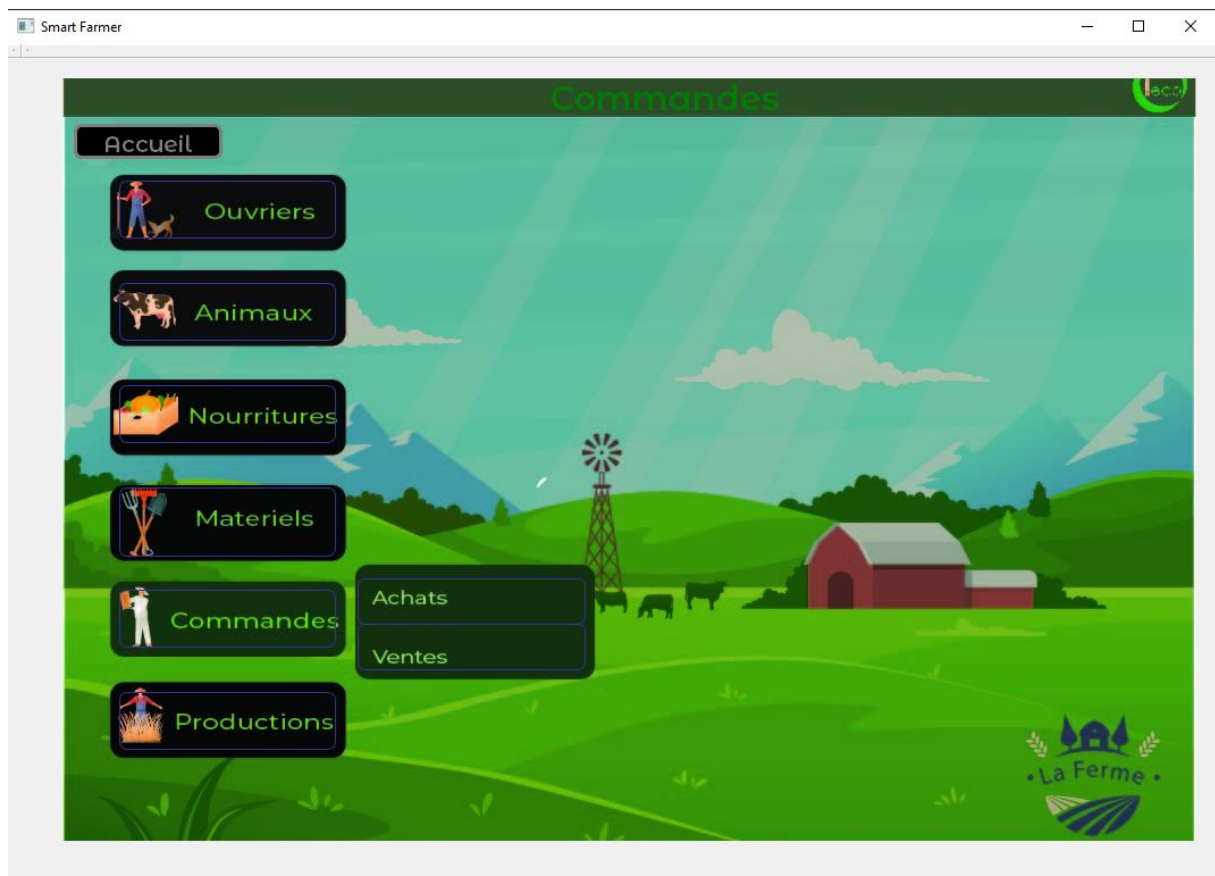 Smart Farmer
Commandes
Accueil
Ouvriers
Animaux
Nourritures
Materiels
Commandes
Achats
Ventes
Productions
• La Ferme •